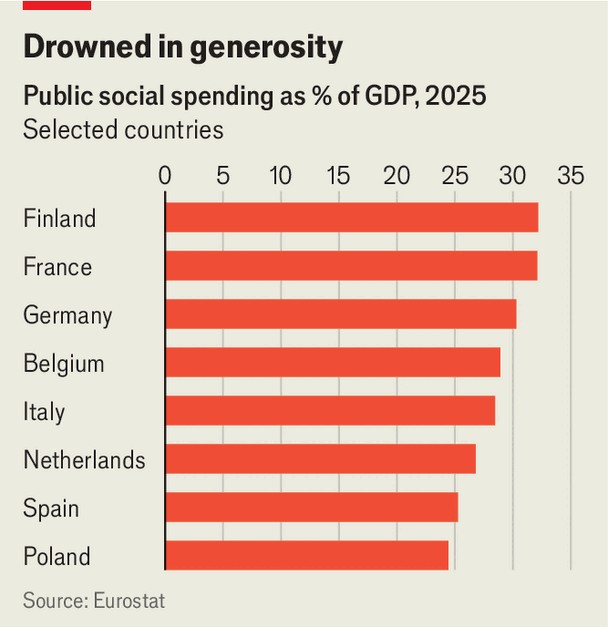 Drowned in generosity
Public social spending as % of GDP, 2025
Selected countries
0 5 10 15 20 25 30 35
Finland
France
Germany
Belgium
Italy
Netherlands
Spain
Poland
Source: Eurostat